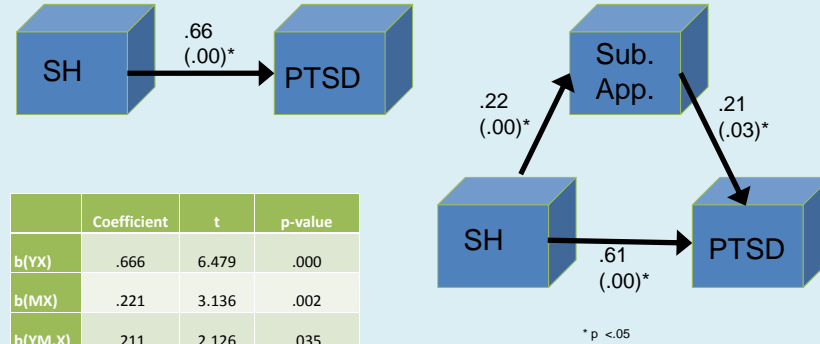 .66
(.00)*
SH
PTSD
Sub.
App.
.22
(.00)*
.21
(.03)*
SH
PTSD
.61
(.00)*
* p <.05
Coefficient t p-value
b(YX) .666 6.479 .000
b(MX) .221 3.136 .002
b(YM.X) .211 2.126 .035